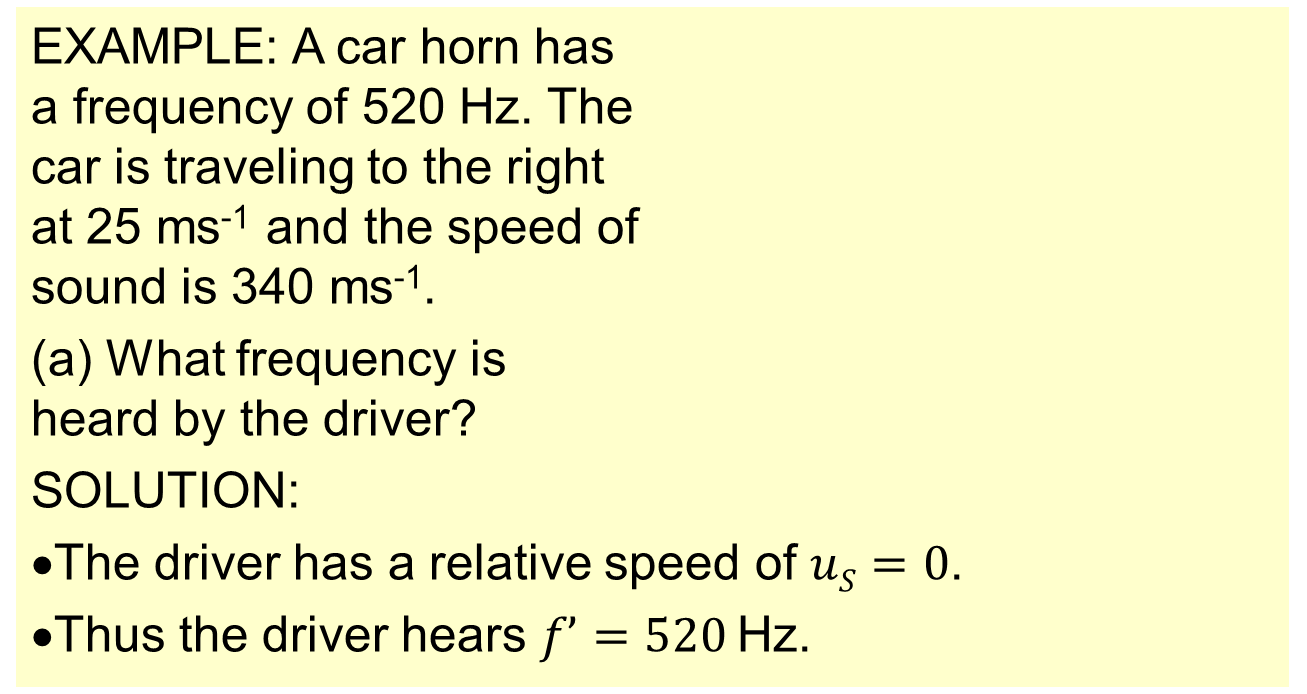 EXAMPLE: A car horn has
a frequency of 520 Hz. The
car is traveling to the right
at 25 ms⁻¹ and the speed of
sound is 340 ms⁻¹.
(a) What frequency is
heard by the driver?
SOLUTION:
•The driver has a relative speed of 𝑢ₛ = 0.
•Thus the driver hears 𝑓’ = 520 Hz.